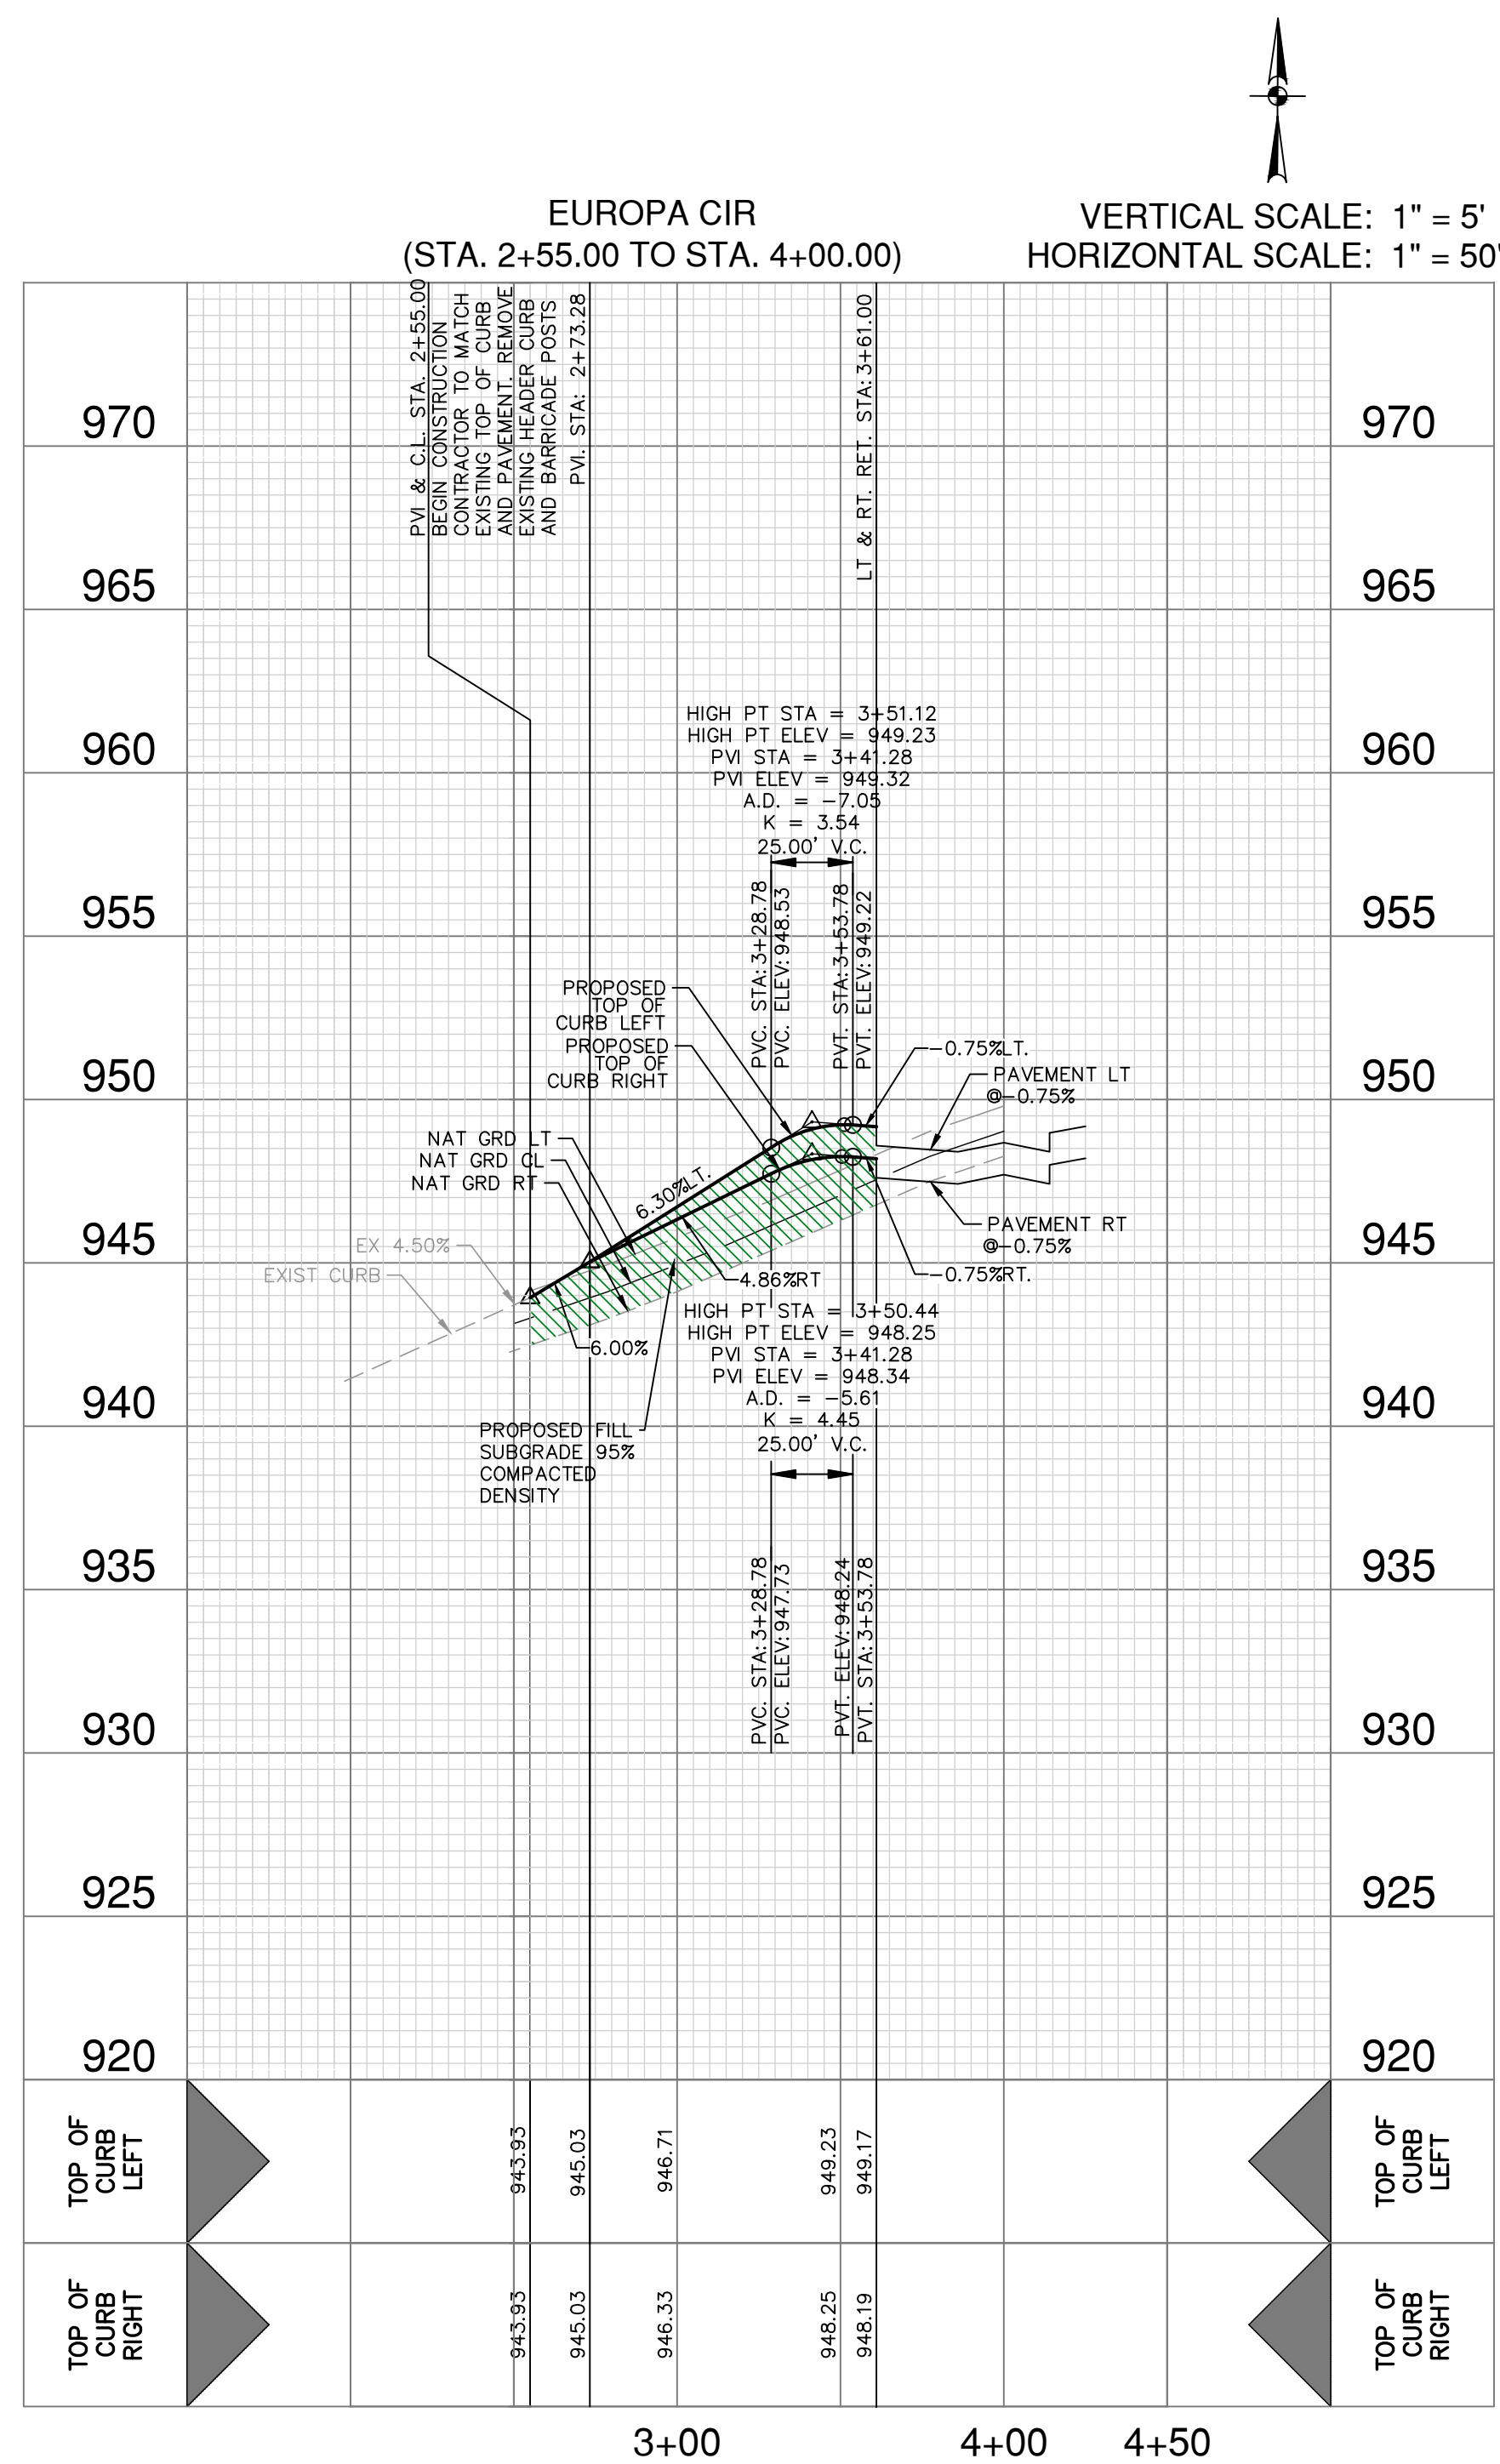 EUROPA CIR
(STA. 2+55.00 TO STA. 4+00.00)
VERTICAL SCALE: 1" = 5'
HORIZONTAL SCALE: 1" = 50'
PVI & C.L. STA. 2+55.00
BEGIN CONSTRUCTION
CONTRACTOR TO MATCH
EXISTING TOP OF CURB
AND PAVEMENT. REMOVE
EXISTING HEADER CURB
AND BARRICADE POSTS
PVI. STA: 2+73.28
LT & RT. RET. STA:3+61.00
970
970
965
965
960
960
955
955
950
950
945
945
940
940
935
935
930
930
925
925
920
920
HIGH PT STA = 3+51.12
HIGH PT ELEV = 949.23
PVI STA = 3+41.28
PVI ELEV = 949.32
A.D. = -7.05
K = 3.54
25.00' V.C.
PVC. STA:3+28.78
PVC. ELEV:948.53
PVT. STA:3+53.78
PVT. ELEV:949.22
PROPOSED
TOP OF
CURB LEFT
PROPOSED
TOP OF
CURB RIGHT
-0.75%LT.
PAVEMENT LT
@-0.75%
NAT GRD LT
NAT GRD CL
NAT GRD RT
6.30%LT.
EX 4.50%
EXIST CURB
PAVEMENT RT
@-0.75%
-0.75%RT.
4.86%RT
6.00%
HIGH PT STA = 3+50.44
HIGH PT ELEV = 948.25
PVI STA = 3+41.28
PVI ELEV = 948.34
A.D. = -5.61
K = 4.45
25.00' V.C.
PROPOSED FILL
SUBGRADE 95%
COMPACTED
DENSITY
PVC. STA:3+28.78
PVC. ELEV:947.73
PVT. ELEV:948.24
PVT. STA:3+53.78
TOP OF
CURB
LEFT
943.93
945.03
946.71
949.23
949.17
TOP OF
CURB
LEFT
TOP OF
CURB
RIGHT
943.93
945.03
946.33
948.25
948.19
TOP OF
CURB
RIGHT
3+00
4+00
4+50